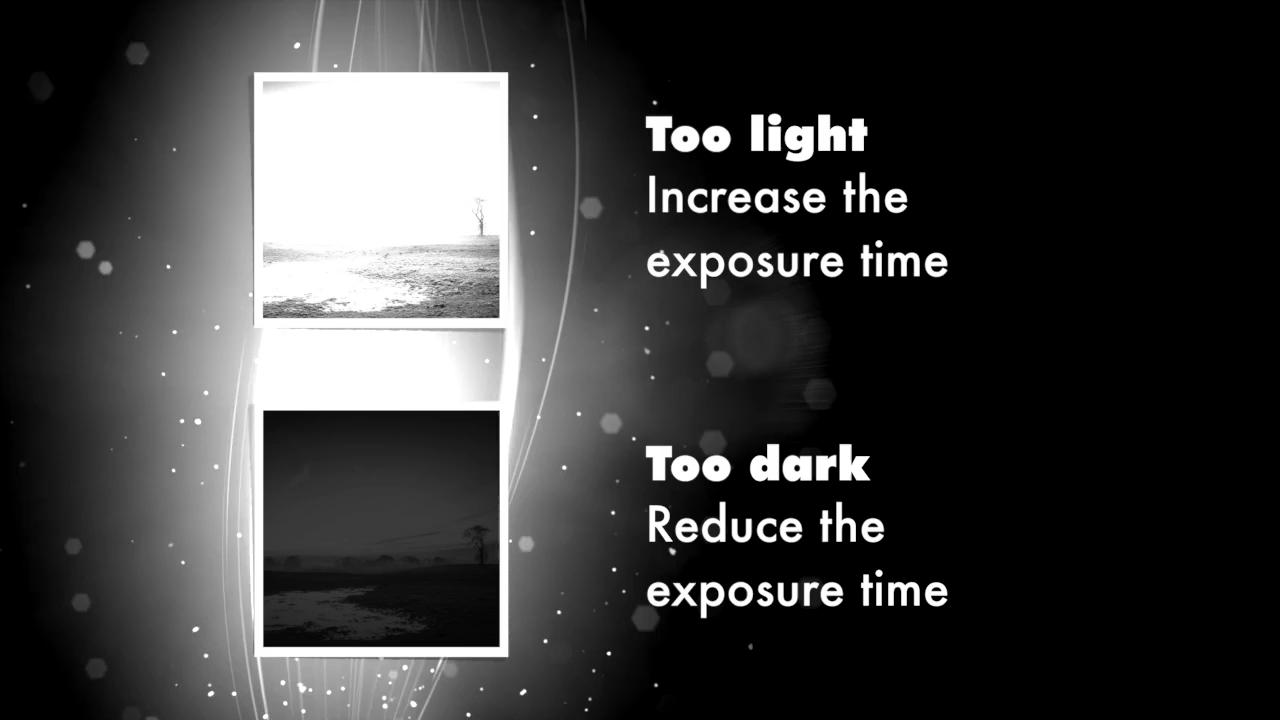 Too light
Increase the
exposure time
Too dark
Reduce the
exposure time